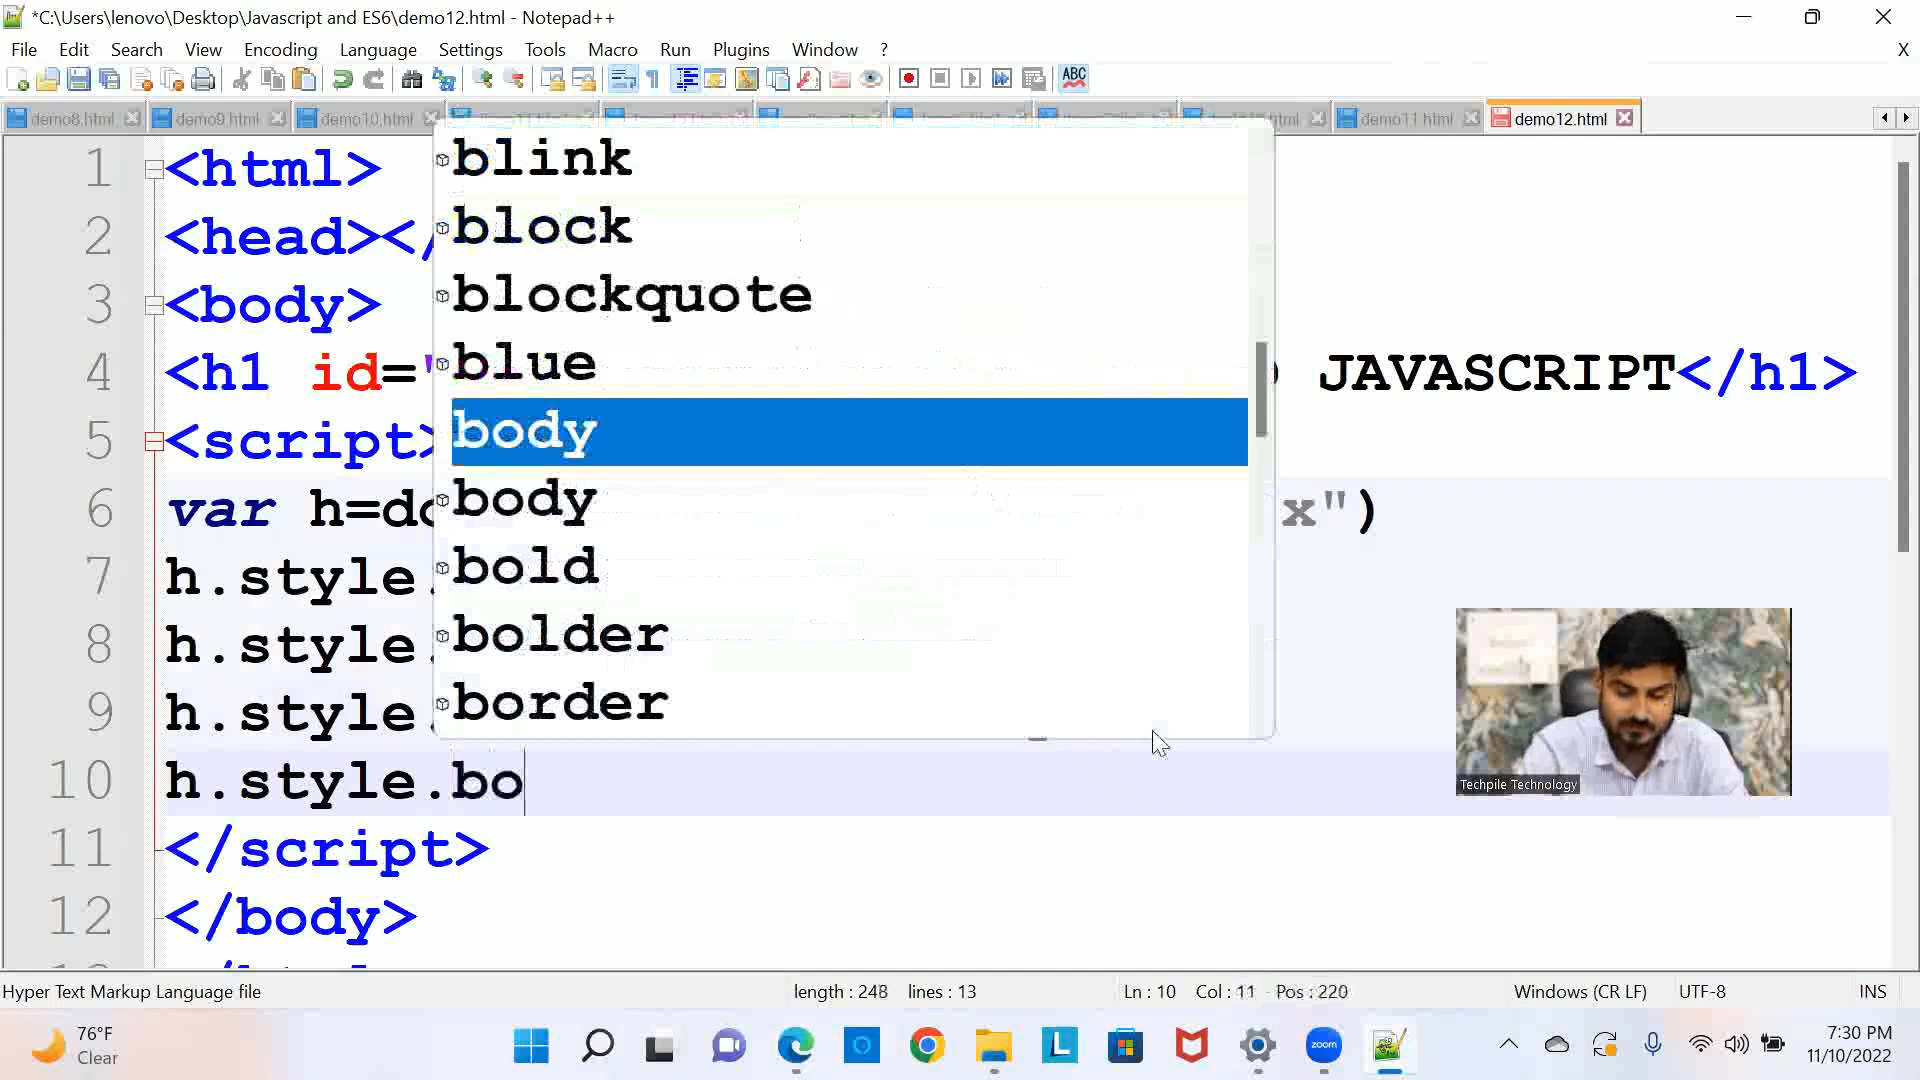 *C:\Users\lenovo\Desktop\Javascript and ES6\demo12.html - Notepad++
File Edit Search View Encoding Language Settings Tools Macro Run Plugins Window ? X
ABC
demo8.html demo9.html demo10.html demo11.html demo12.html
1 <html>
2 <head></
3 <body>
4 <h1 id=" JAVASCRIPT</h1>
5 <script>
6 var h=do x")
7 h.style.
8 h.style.
9 h.style.
10 h.style.bo
11 </script>
12 </body>
blink
block
blockquote
blue
body
body
bold
bolder
border
Techpile Technology
Hyper Text Markup Language file length : 248 lines : 13 Ln : 10 Col : 11 Pos : 220 Windows (CR LF) UTF-8 INS
76°F
Clear
L
zoom
7:30 PM
11/10/2022